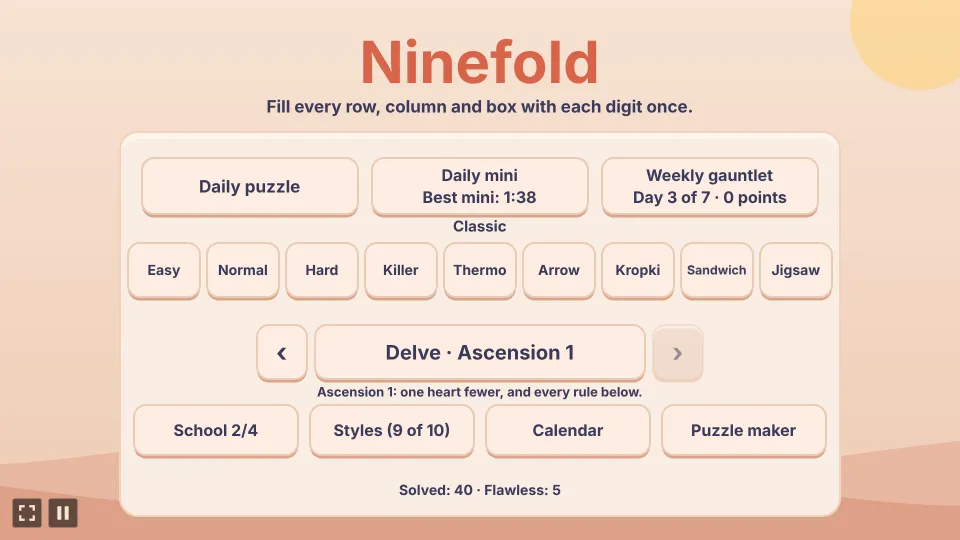 Ninefold
Fill every row, column and box with each digit once.
Daily puzzle
Daily mini
Best mini: 1:38
Weekly gauntlet
Day 3 of 7 · 0 points
Classic
Easy
Normal
Hard
Killer
Thermo
Arrow
Kropki
Sandwich
Jigsaw
‹
Delve · Ascension 1
›
Ascension 1: one heart fewer, and every rule below.
School 2/4
Styles (9 of 10)
Calendar
Puzzle maker
Solved: 40 · Flawless: 5